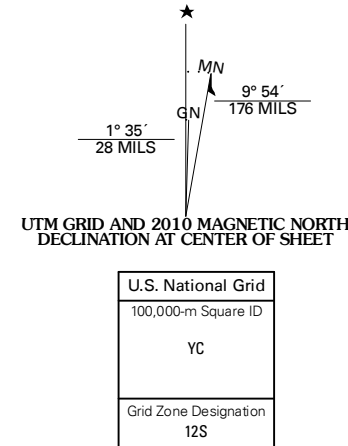 MN
GN
9° 54´
176 MILS
1° 35´
28 MILS
UTM GRID AND 2010 MAGNETIC NORTH
DECLINATION AT CENTER OF SHEET
U.S. National Grid
100,000-m Square ID
YC
Grid Zone Designation
12S